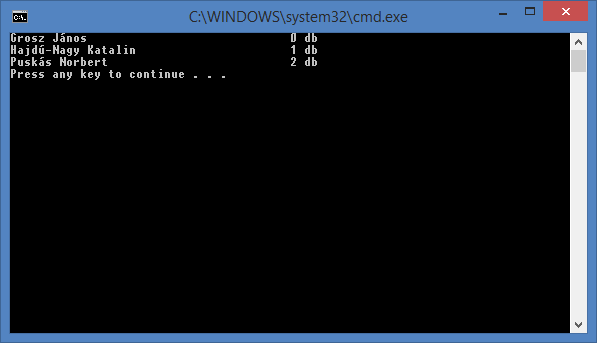 C:\WINDOWS\system32\cmd.exe
Grosz János 0 db
Hajdú-Nagy Katalin 1 db
Puskás Norbert 2 db
Press any key to continue . . .